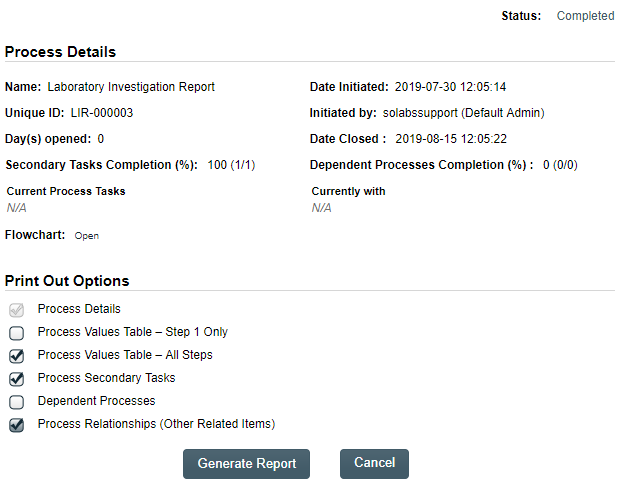 Status: Completed
Process Details
Name: Laboratory Investigation Report Date Initiated: 2019-07-30 12:05:14
Unique ID: LIR-000003 Initiated by: solabssupport (Default Admin)
Day(s) opened: 0 Date Closed : 2019-08-15 12:05:22
Secondary Tasks Completion (%): 100 (1/1) Dependent Processes Completion (%) : 0 (0/0)
Current Process Tasks Currently with
N/A N/A
Flowchart: Open
Print Out Options
Process Details
Process Values Table – Step 1 Only
Process Values Table – All Steps
Process Secondary Tasks
Dependent Processes
Process Relationships (Other Related Items)
Generate Report Cancel